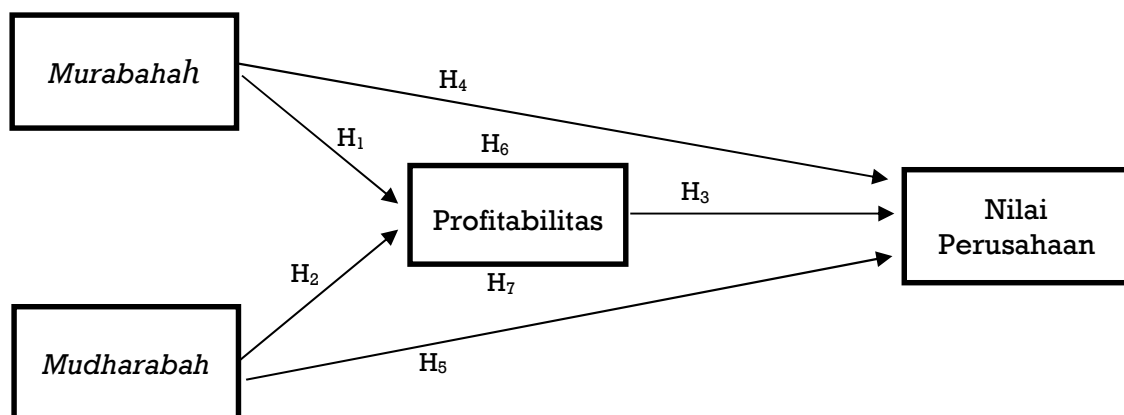 Murabahah
H₄
H₁
H₆
Profitabilitas
H₃
Nilai
Perusahaan
H₂
H₇
Mudharabah
H₅